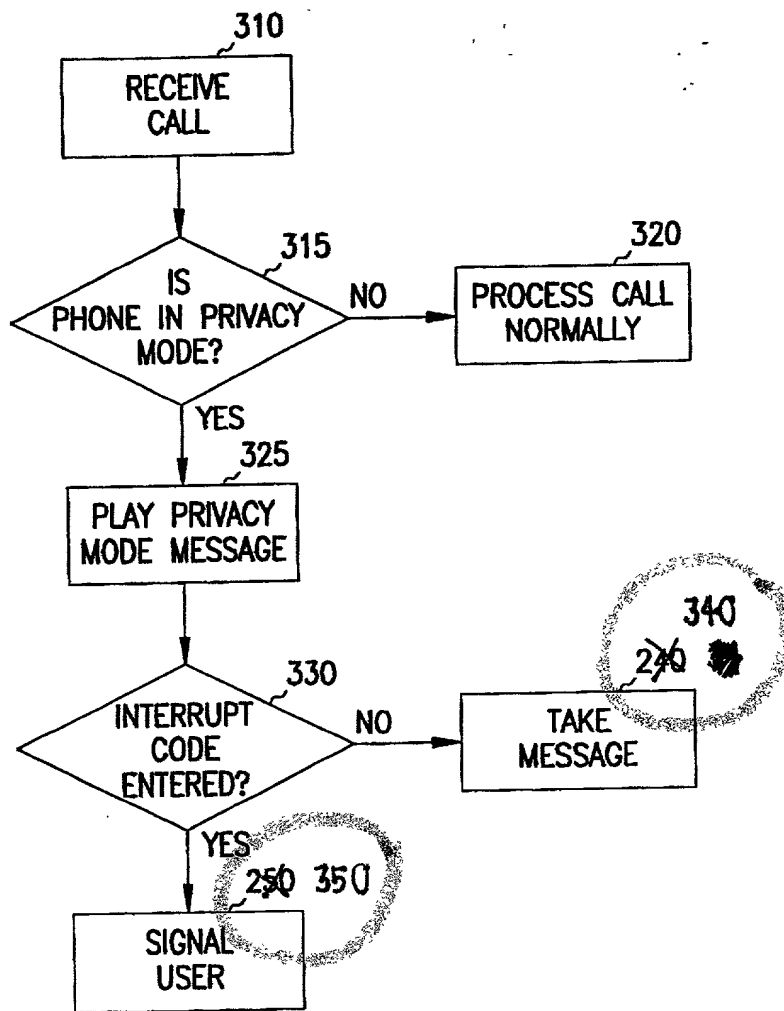 310
RECEIVE
CALL
315
IS
PHONE IN PRIVACY
MODE?
NO
320
PROCESS CALL
NORMALLY
YES
325
PLAY PRIVACY
MODE MESSAGE
330
INTERRUPT
CODE
ENTERED?
NO
340
240
TAKE
MESSAGE
YES
250 350
SIGNAL
USER